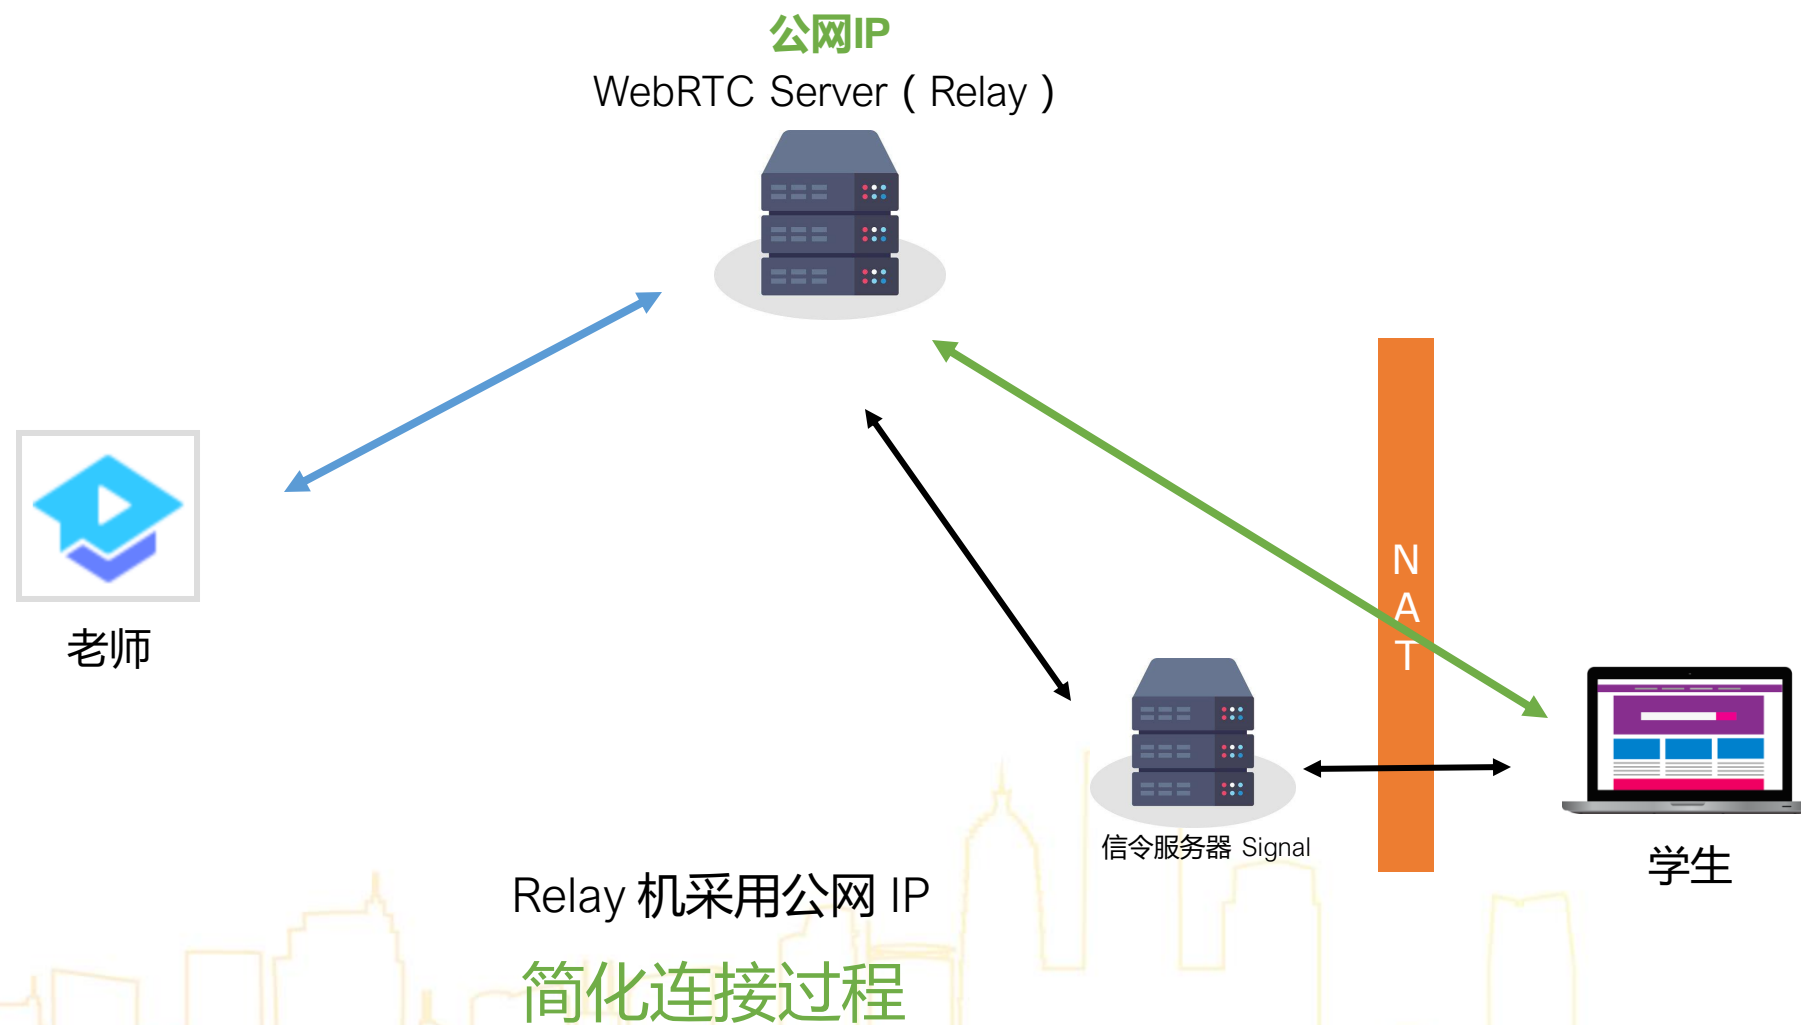 公网IP
WebRTC Server（Relay）
NAT
老师
信令服务器 Signal
学生
Relay 机采用公网 IP
简化连接过程